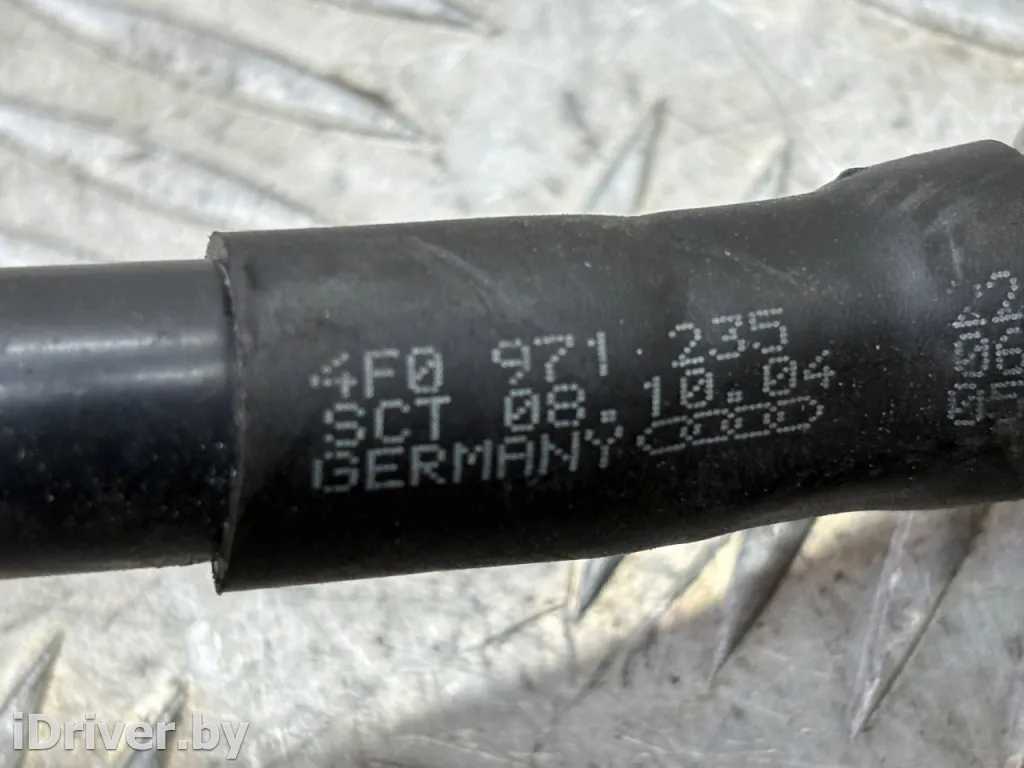 4F0 971 235
SCT 08.10.04
GERMANY
iDriver.by